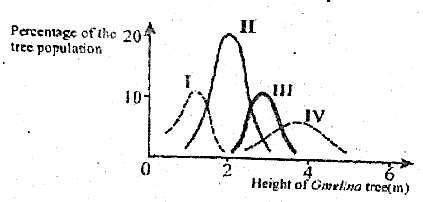 Percentage of the
tree population
20
10
I
II
III
IV
0
2
4
6
Height of Gmelina tree(m)